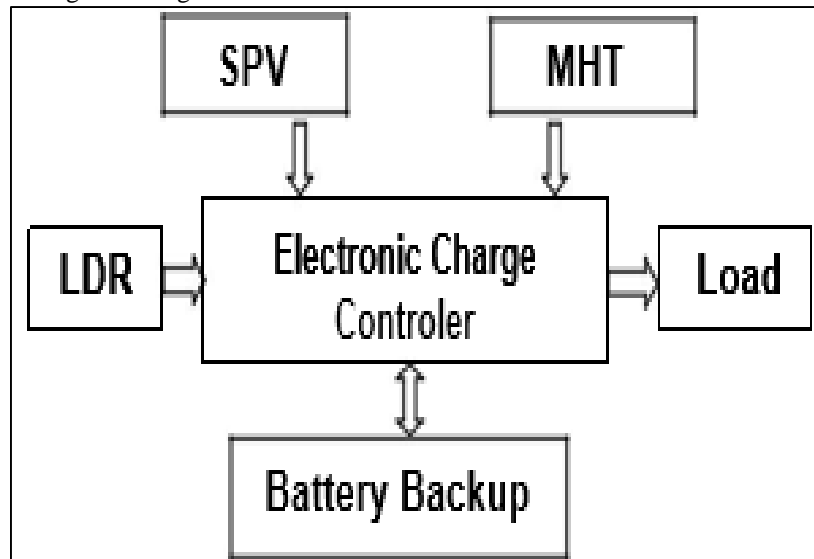 SPV
MHT
LDR
Electronic Charge
Controler
Load
Battery Backup